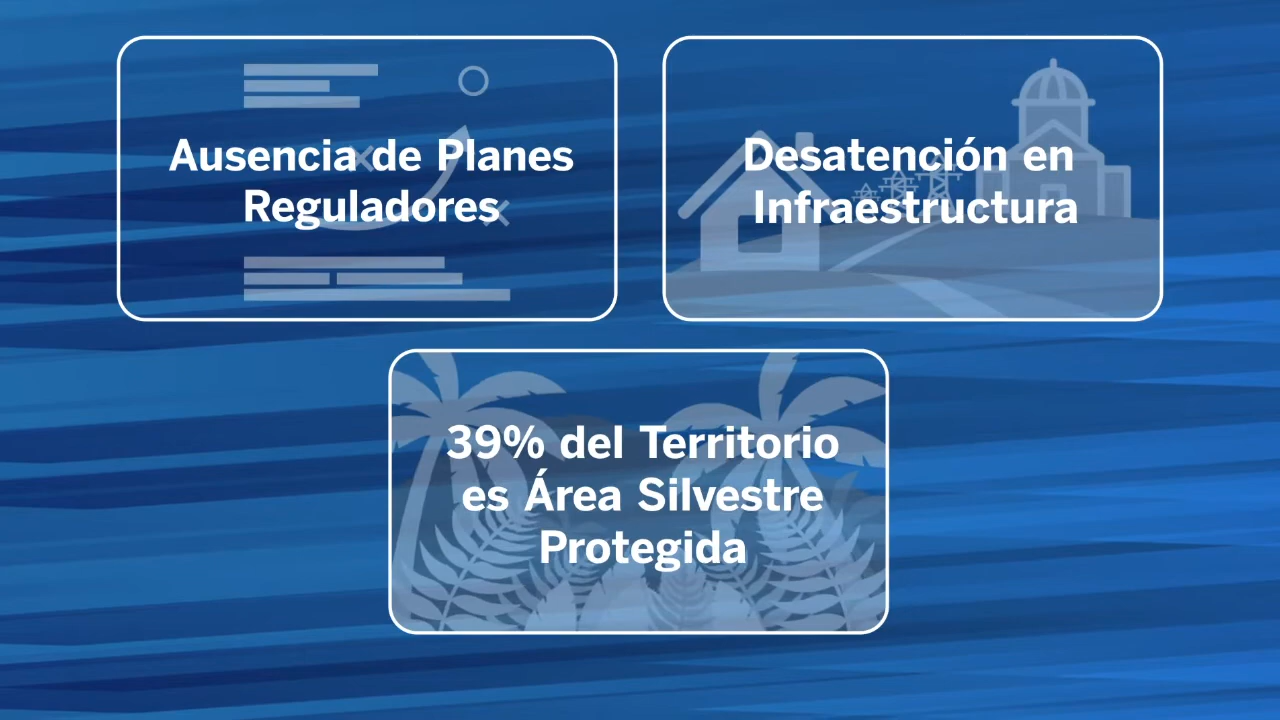 Ausencia de Planes
Reguladores
Desatención en
Infraestructura
39% del Territorio
es Área Silvestre
Protegida